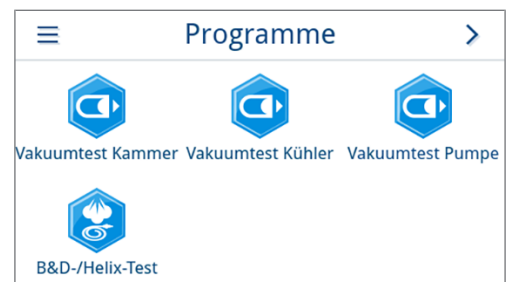 Programme
Vakuumtest Kammer Vakuumtest Kühler Vakuumtest Pumpe
B&D-/Helix-Test